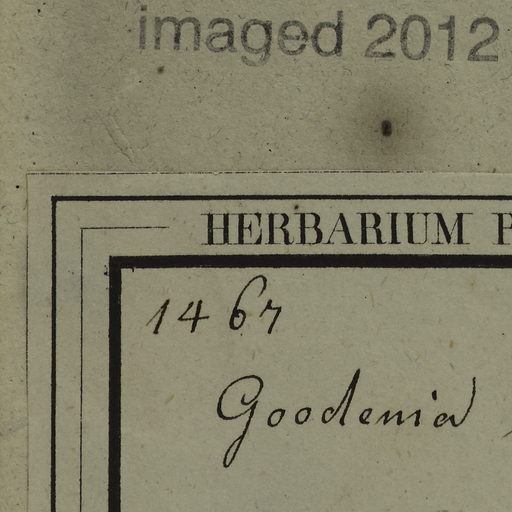 imaged 2012
HERBARIUM P
1467
Goodenia